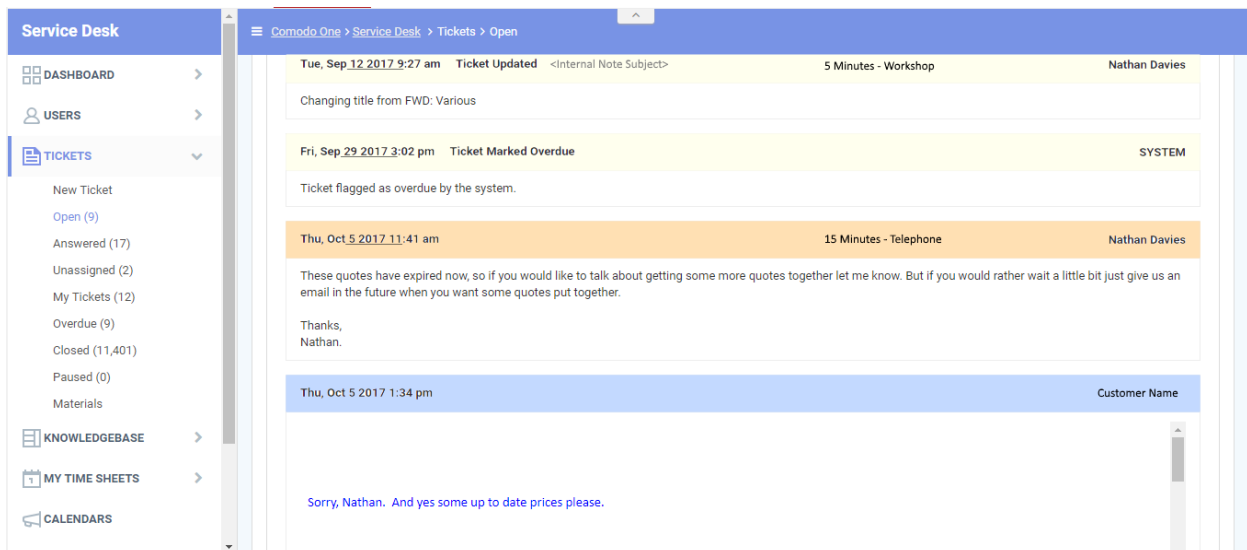 Service Desk
Comodo One > Service Desk > Tickets > Open
DASHBOARD
USERS
TICKETS
New Ticket
Open (9)
Answered (17)
Unassigned (2)
My Tickets (12)
Overdue (9)
Closed (11,401)
Paused (0)
Materials
KNOWLEDGEBASE
MY TIME SHEETS
CALENDARS
Tue, Sep 12 2017 9:27 am Ticket Updated <Internal Note Subject> 5 Minutes - Workshop Nathan Davies
Changing title from FWD: Various
Fri, Sep 29 2017 3:02 pm Ticket Marked Overdue SYSTEM
Ticket flagged as overdue by the system.
Thu, Oct 5 2017 11:41 am 15 Minutes - Telephone Nathan Davies
These quotes have expired now, so if you would like to talk about getting some more quotes together let me know. But if you would rather wait a little bit just give us an
email in the future when you want some quotes put together.
Thanks,
Nathan.
Thu, Oct 5 2017 1:34 pm Customer Name
Sorry, Nathan. And yes some up to date prices please.